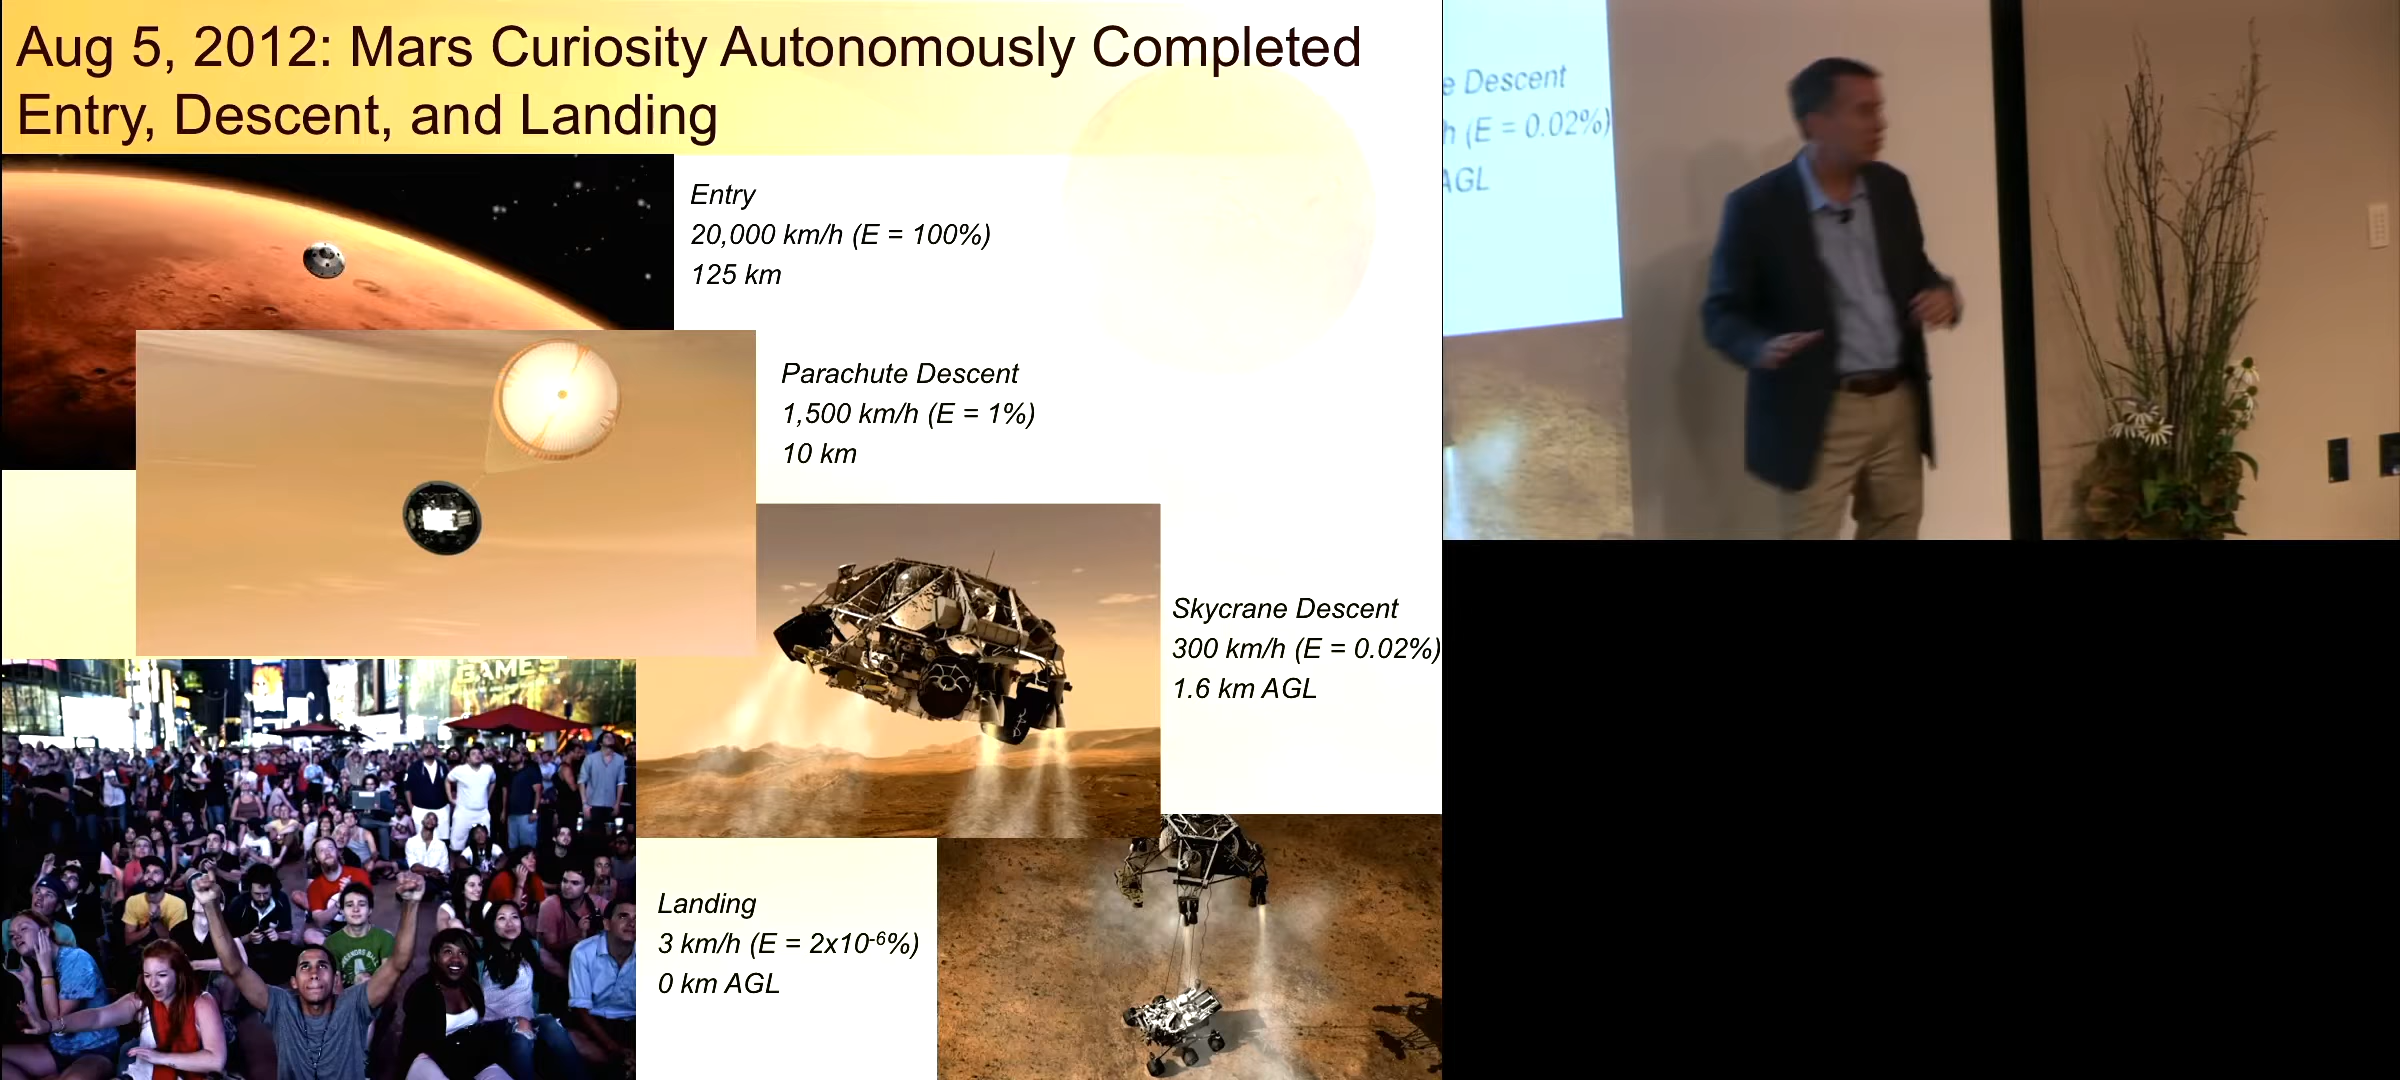 Aug 5, 2012: Mars Curiosity Autonomously Completed
Entry, Descent, and Landing
Entry
20,000 km/h (E = 100%)
125 km
Parachute Descent
1,500 km/h (E = 1%)
10 km
Skycrane Descent
300 km/h (E = 0.02%)
1.6 km AGL
GAMES
Landing
3 km/h (E = 2x10⁻⁶%)
0 km AGL
e Descent
h (E = 0.02%)
AGL